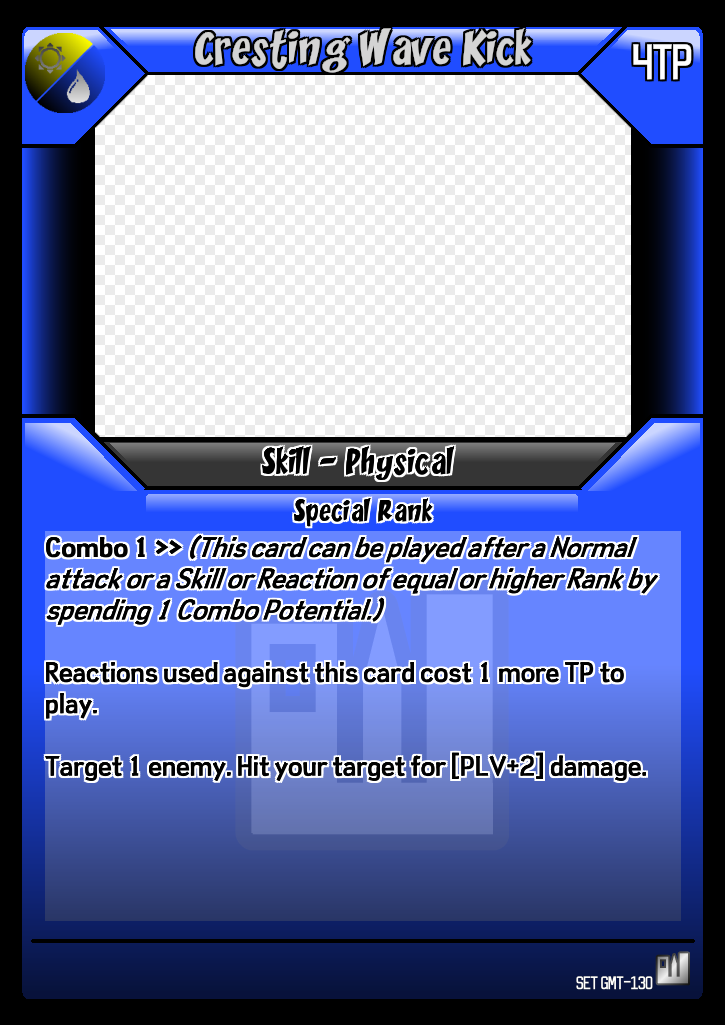 Cresting Wave Kick
4TP
Skill - Physical
Special Rank
Combo 1 >> (This card can be played after a Normal
attack or a Skill or Reaction of equal or higher Rank by
spending 1 Combo Potential.)
Reactions used against this card cost 1 more TP to
play.
Target 1 enemy. Hit your target for [PLV+2] damage.
SET GMT-130